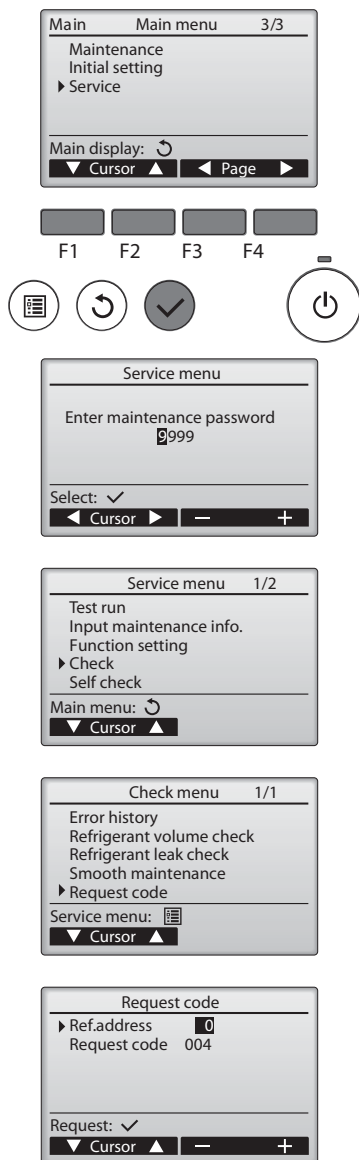 Main Main menu 3/3
Maintenance
Initial setting
Service
Main display:
Cursor Page
F1 F2 F3 F4
Service menu
Enter maintenance password
9999
Select:
Cursor − +
Service menu 1/2
Test run
Input maintenance info.
Function setting
Check
Self check
Main menu:
Cursor
Check menu 1/1
Error history
Refrigerant volume check
Refrigerant leak check
Smooth maintenance
Request code
Service menu:
Cursor
Request code
Ref.address 0
Request code 004
Request:
Cursor − +